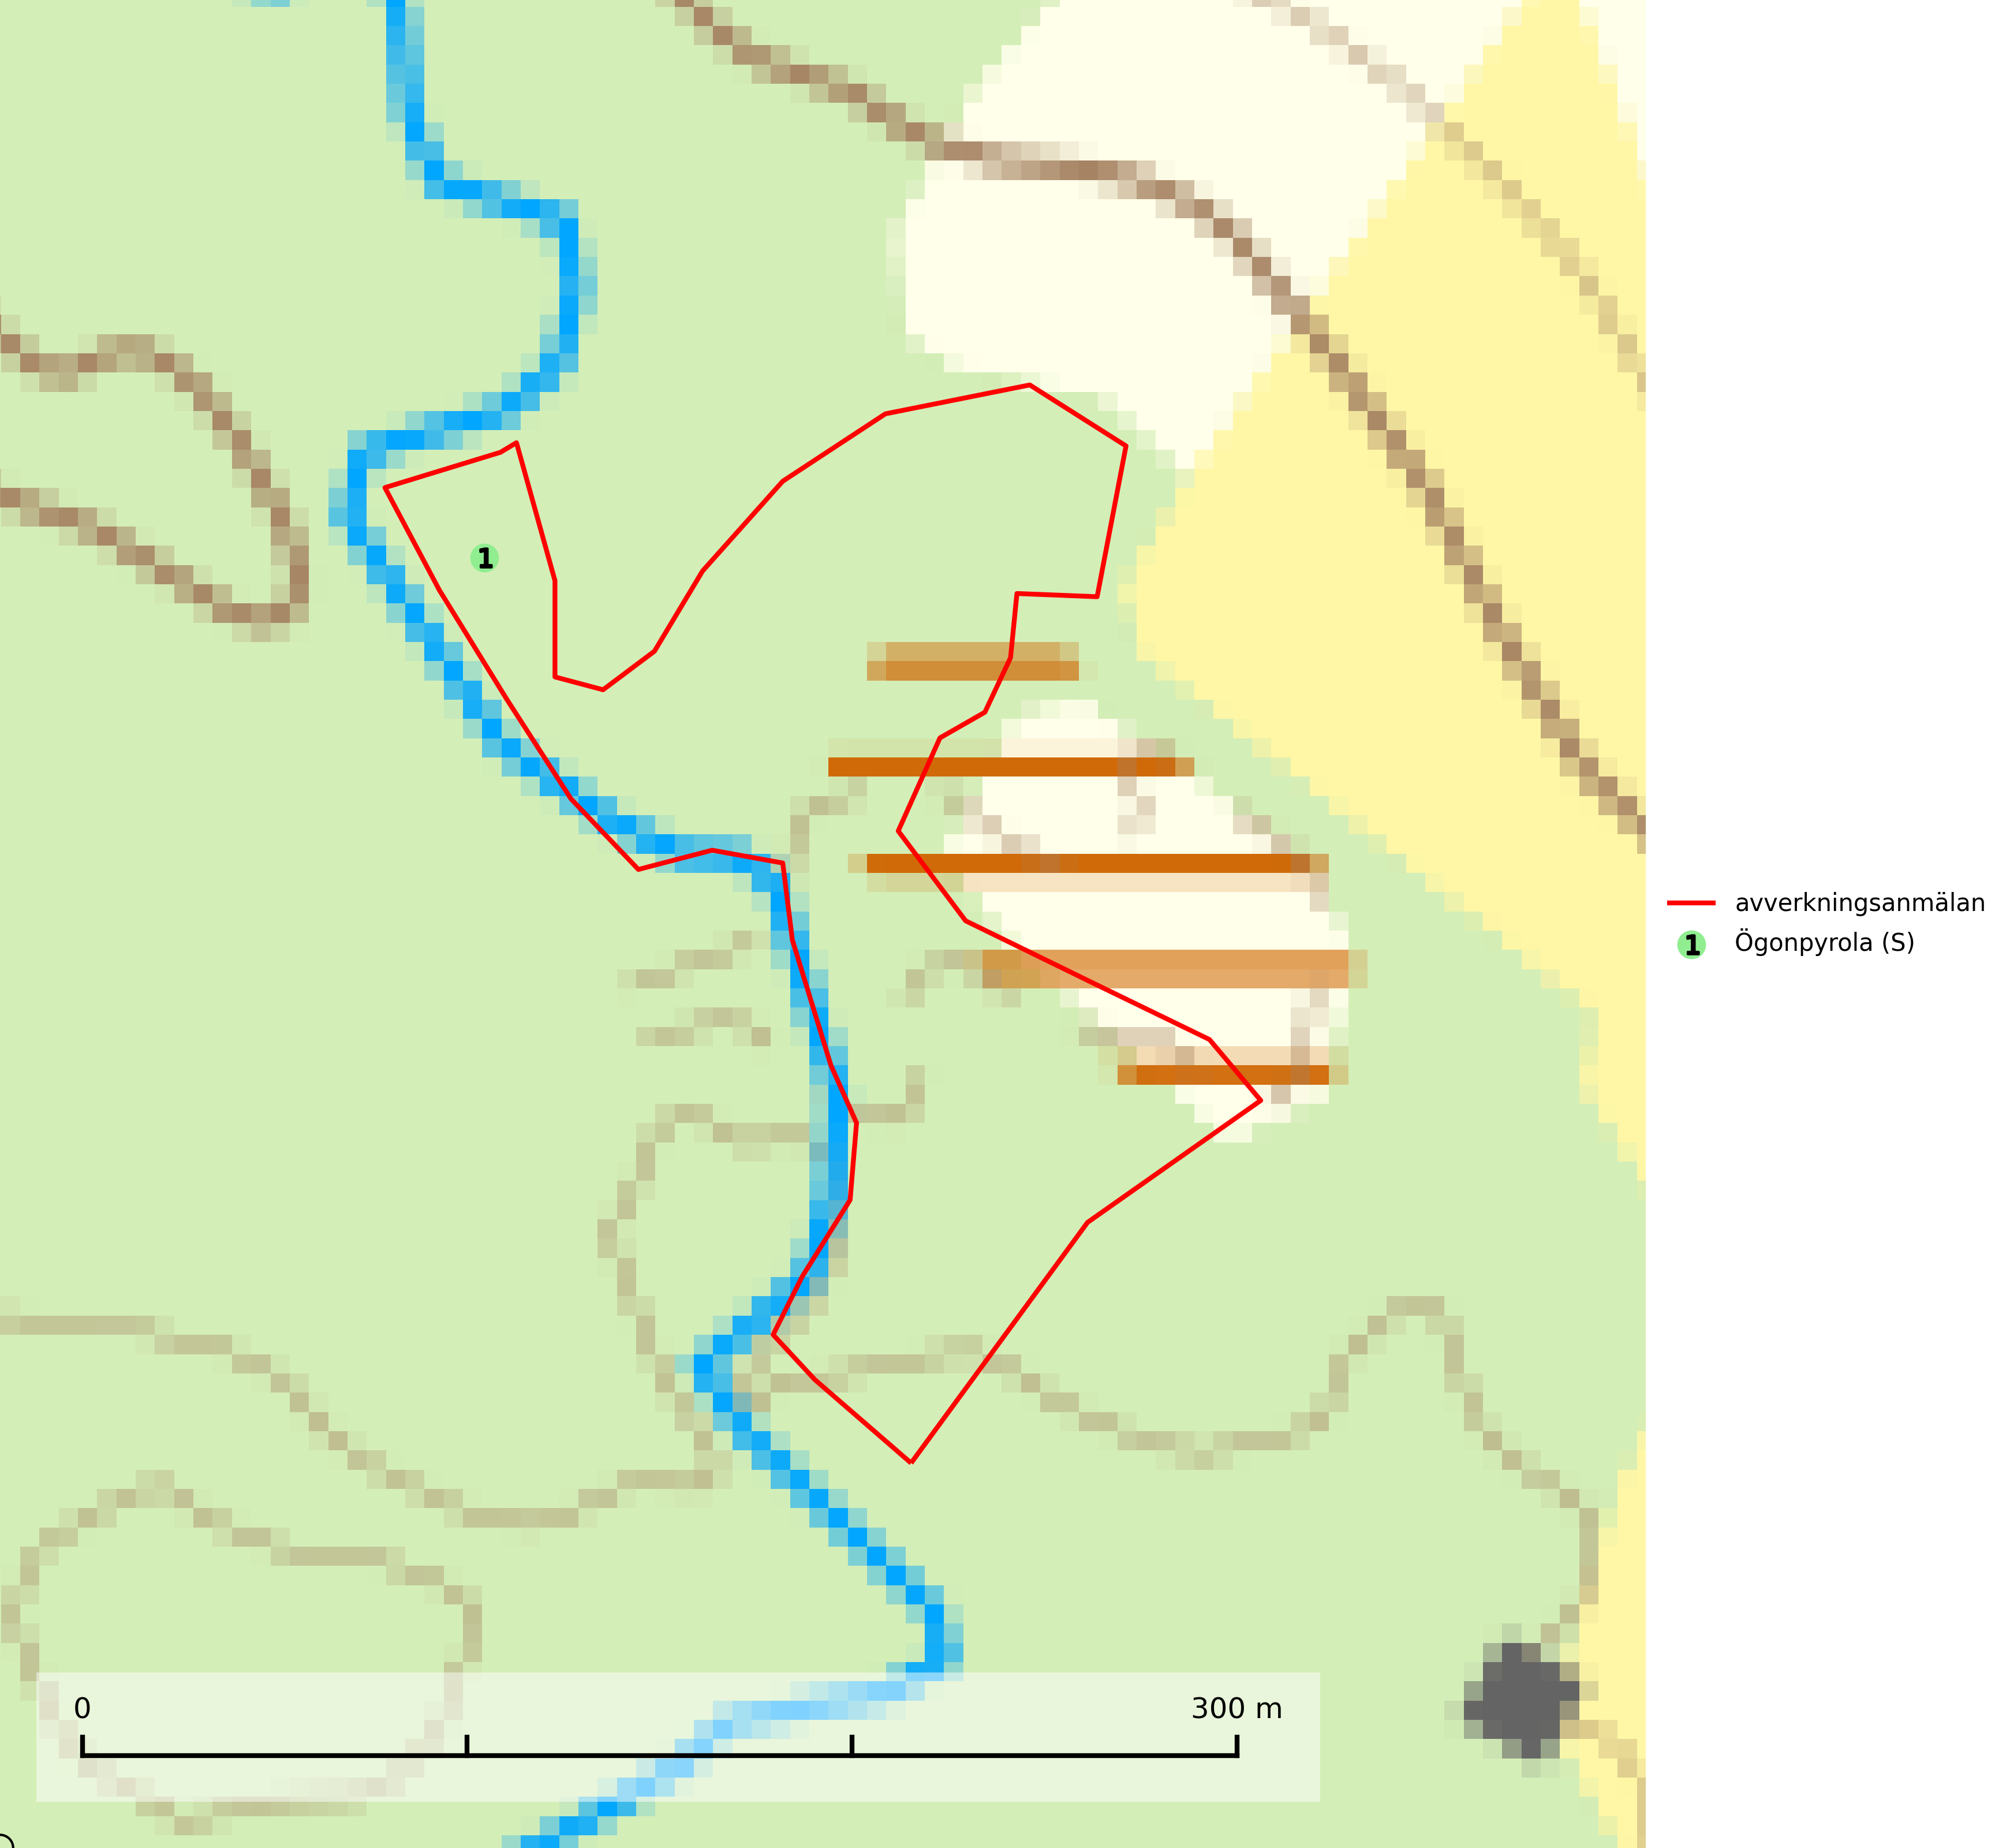 1
avverkningsanmälan
1 Ögonpyrola (S)
0 300 m